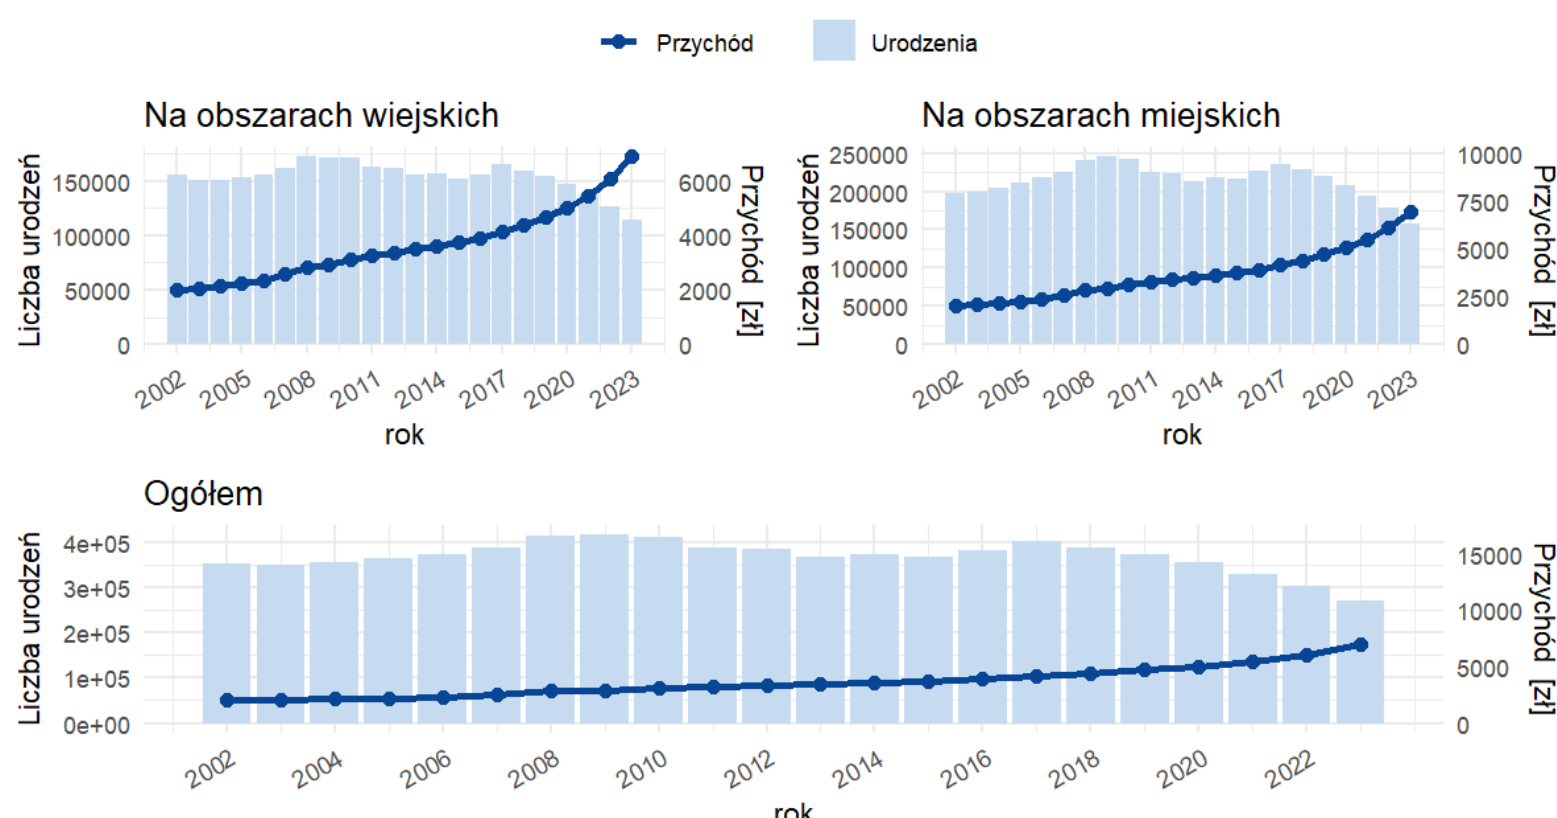 Przychód Urodzenia
Na obszarach wiejskich
Liczba urodzeń
150000
100000
50000
0
6000
4000
2000
0
Przychód [zł]
2002 2005 2008 2011 2014 2017 2020 2023
rok
Na obszarach miejskich
Liczba urodzeń
250000
200000
150000
100000
50000
0
10000
7500
5000
2500
0
Przychód [zł]
2002 2005 2008 2011 2014 2017 2020 2023
rok
Ogółem
Liczba urodzeń
4e+05
3e+05
2e+05
1e+05
0e+00
15000
10000
5000
0
Przychód [zł]
2002 2004 2006 2008 2010 2012 2014 2016 2018 2020 2022
rok